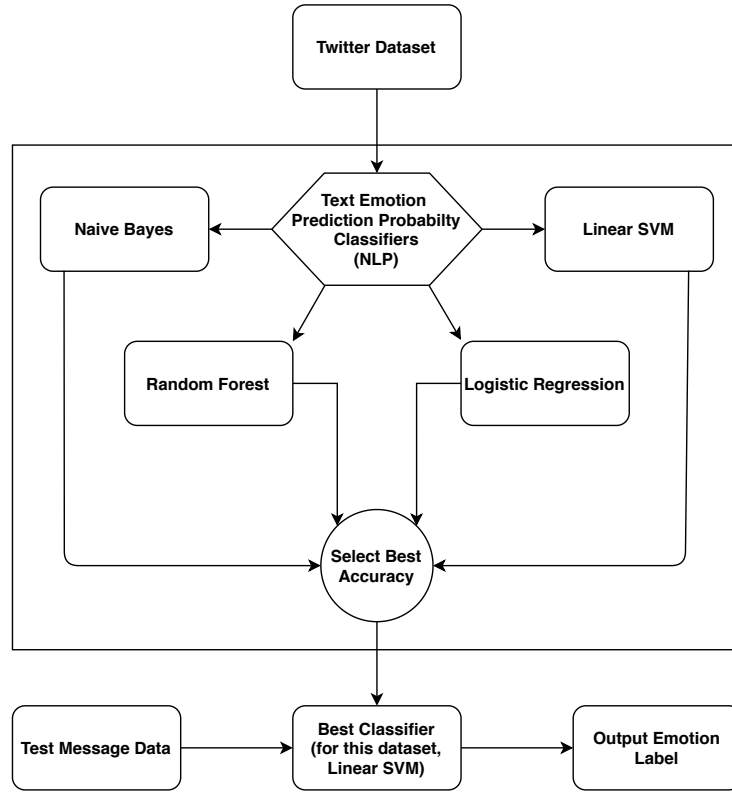 Twitter Dataset
Text Emotion
Prediction Probabilty
Classifiers
(NLP)
Naive Bayes
Linear SVM
Random Forest
Logistic Regression
Select Best
Accuracy
Test Message Data
Best Classifier
(for this dataset,
Linear SVM)
Output Emotion
Label